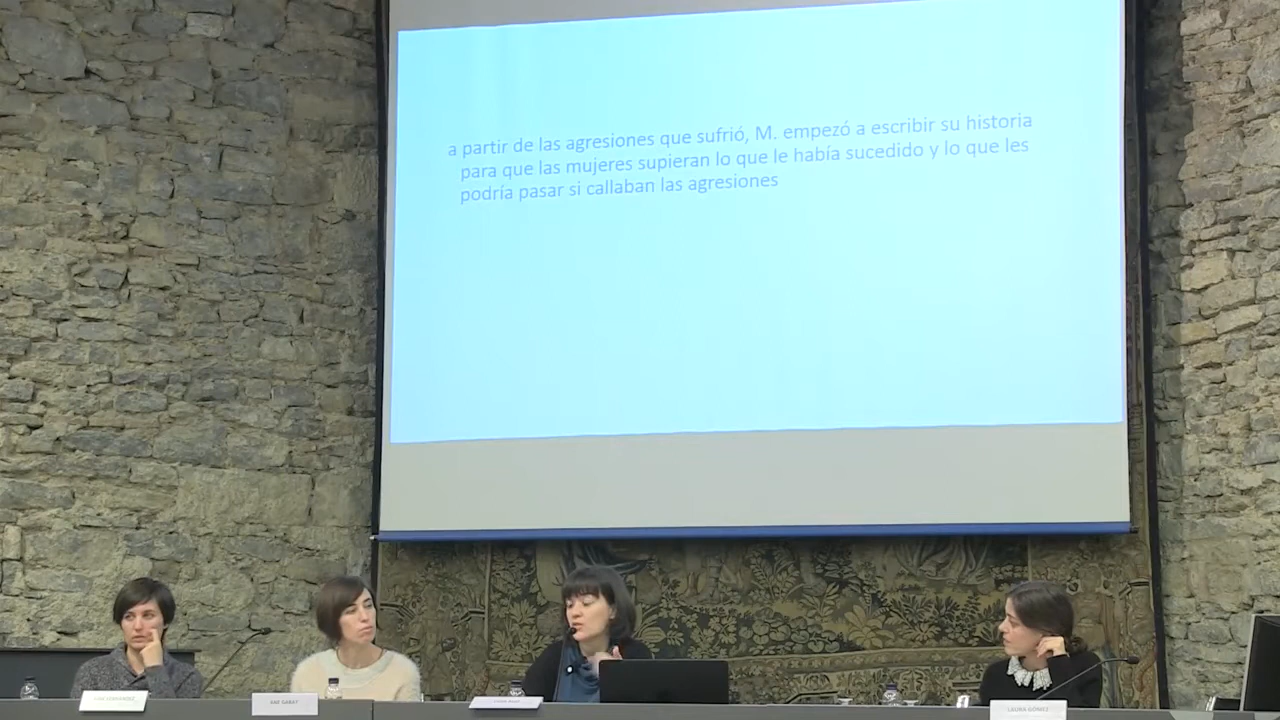 a partir de las agresiones que sufrió, M. empezó a escribir su historia
para que las mujeres supieran lo que le había sucedido y lo que les
podría pasar si callaban las agresiones
LAURA GÓMEZ